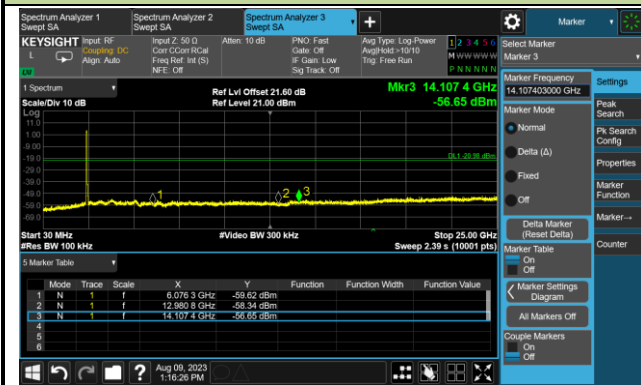 Spectrum Analyzer 1
Swept SA
Spectrum Analyzer 2
Swept SA
Spectrum Analyzer 3
Swept SA
+
Marker
KEYSIGHT
L
Input: RF
Coupling: DC
Align: Auto
Input Z: 50 Ω
Corr CCorr RCal
Freq Ref: Int (S)
NFE: Off
Atten: 10 dB
PNO: Fast
Gate: Off
IF Gain: Low
Sig Track: Off
Avg Type: Log-Power
Avg|Hold:>10/10
Trig: Free Run
1 2 3 4 5 6
M W W W W W
P N N N N N
Select Marker
Marker 3
1 Spectrum
Scale/Div 10 dB
Log
Ref Lvl Offset 21.60 dB
Ref Level 21.00 dBm
Mkr3 14.107 4 GHz
-56.65 dBm
11.0
1.00
-9.00
-19.0
-29.0
-39.0
-49.0
-59.0
-69.0
DL1 -20.98 dBm
1
2
3
Start 30 MHz
#Res BW 100 kHz
#Video BW 300 kHz
Stop 25.00 GHz
Sweep 2.39 s (10001 pts)
5 Marker Table
Mode Trace Scale X Y Function Function Width Function Value
1 N 1 f 6.076 3 GHz -59.62 dBm
2 N 1 f 12.980 8 GHz -58.34 dBm
3 N 1 f 14.107 4 GHz -56.65 dBm
4
5
6
Marker Frequency
14.107403000 GHz
Marker Mode
Normal
Delta (Δ)
Fixed
Off
Delta Marker
(Reset Delta)
Marker Table
On
Off
Marker Settings
Diagram
All Markers Off
Couple Markers
On
Off
Settings
Peak
Search
Pk Search
Config
Properties
Marker
Function
Marker→
Counter
?
Aug 09, 2023
1:16:26 PM